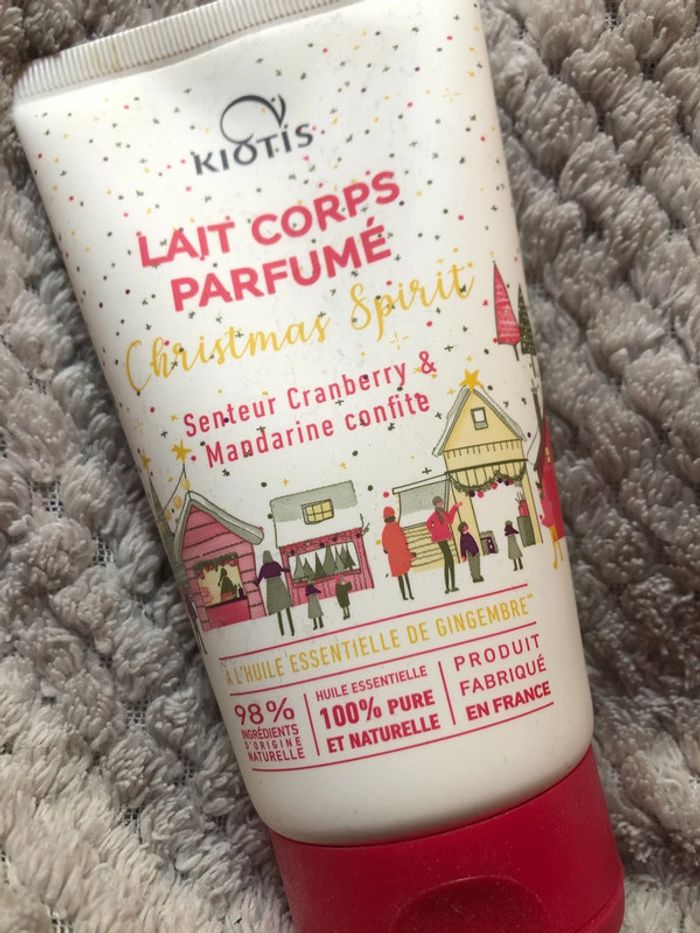 KIOTIS
LAIT CORPS
PARFUMÉ
Christmas Spirit
Senteur Cranberry &
Mandarine confite
À L'HUILE ESSENTIELLE DE GINGEMBRE**
98%
INGRÉDIENTS
D'ORIGINE
NATURELLE
HUILE ESSENTIELLE
100% PURE
ET NATURELLE
PRODUIT
FABRIQUÉ
EN FRANCE